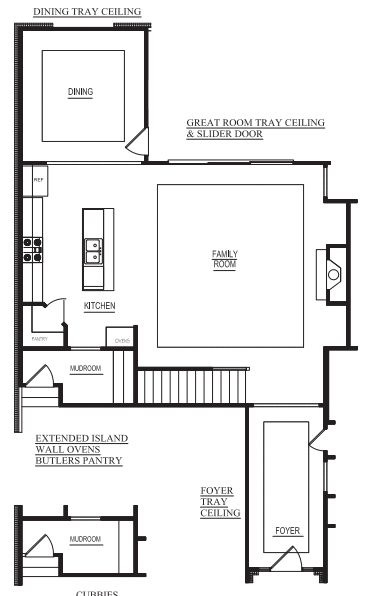 DINING TRAY CEILING
DINING
GREAT ROOM TRAY CEILING
& SLIDER DOOR
REF
FAMILY
ROOM
KITCHEN
PANTRY
OVENS
MUDROOM
EXTENDED ISLAND
WALL OVENS
BUTLERS PANTRY
FOYER
TRAY
CEILING
FOYER
MUDROOM
CUBBIES